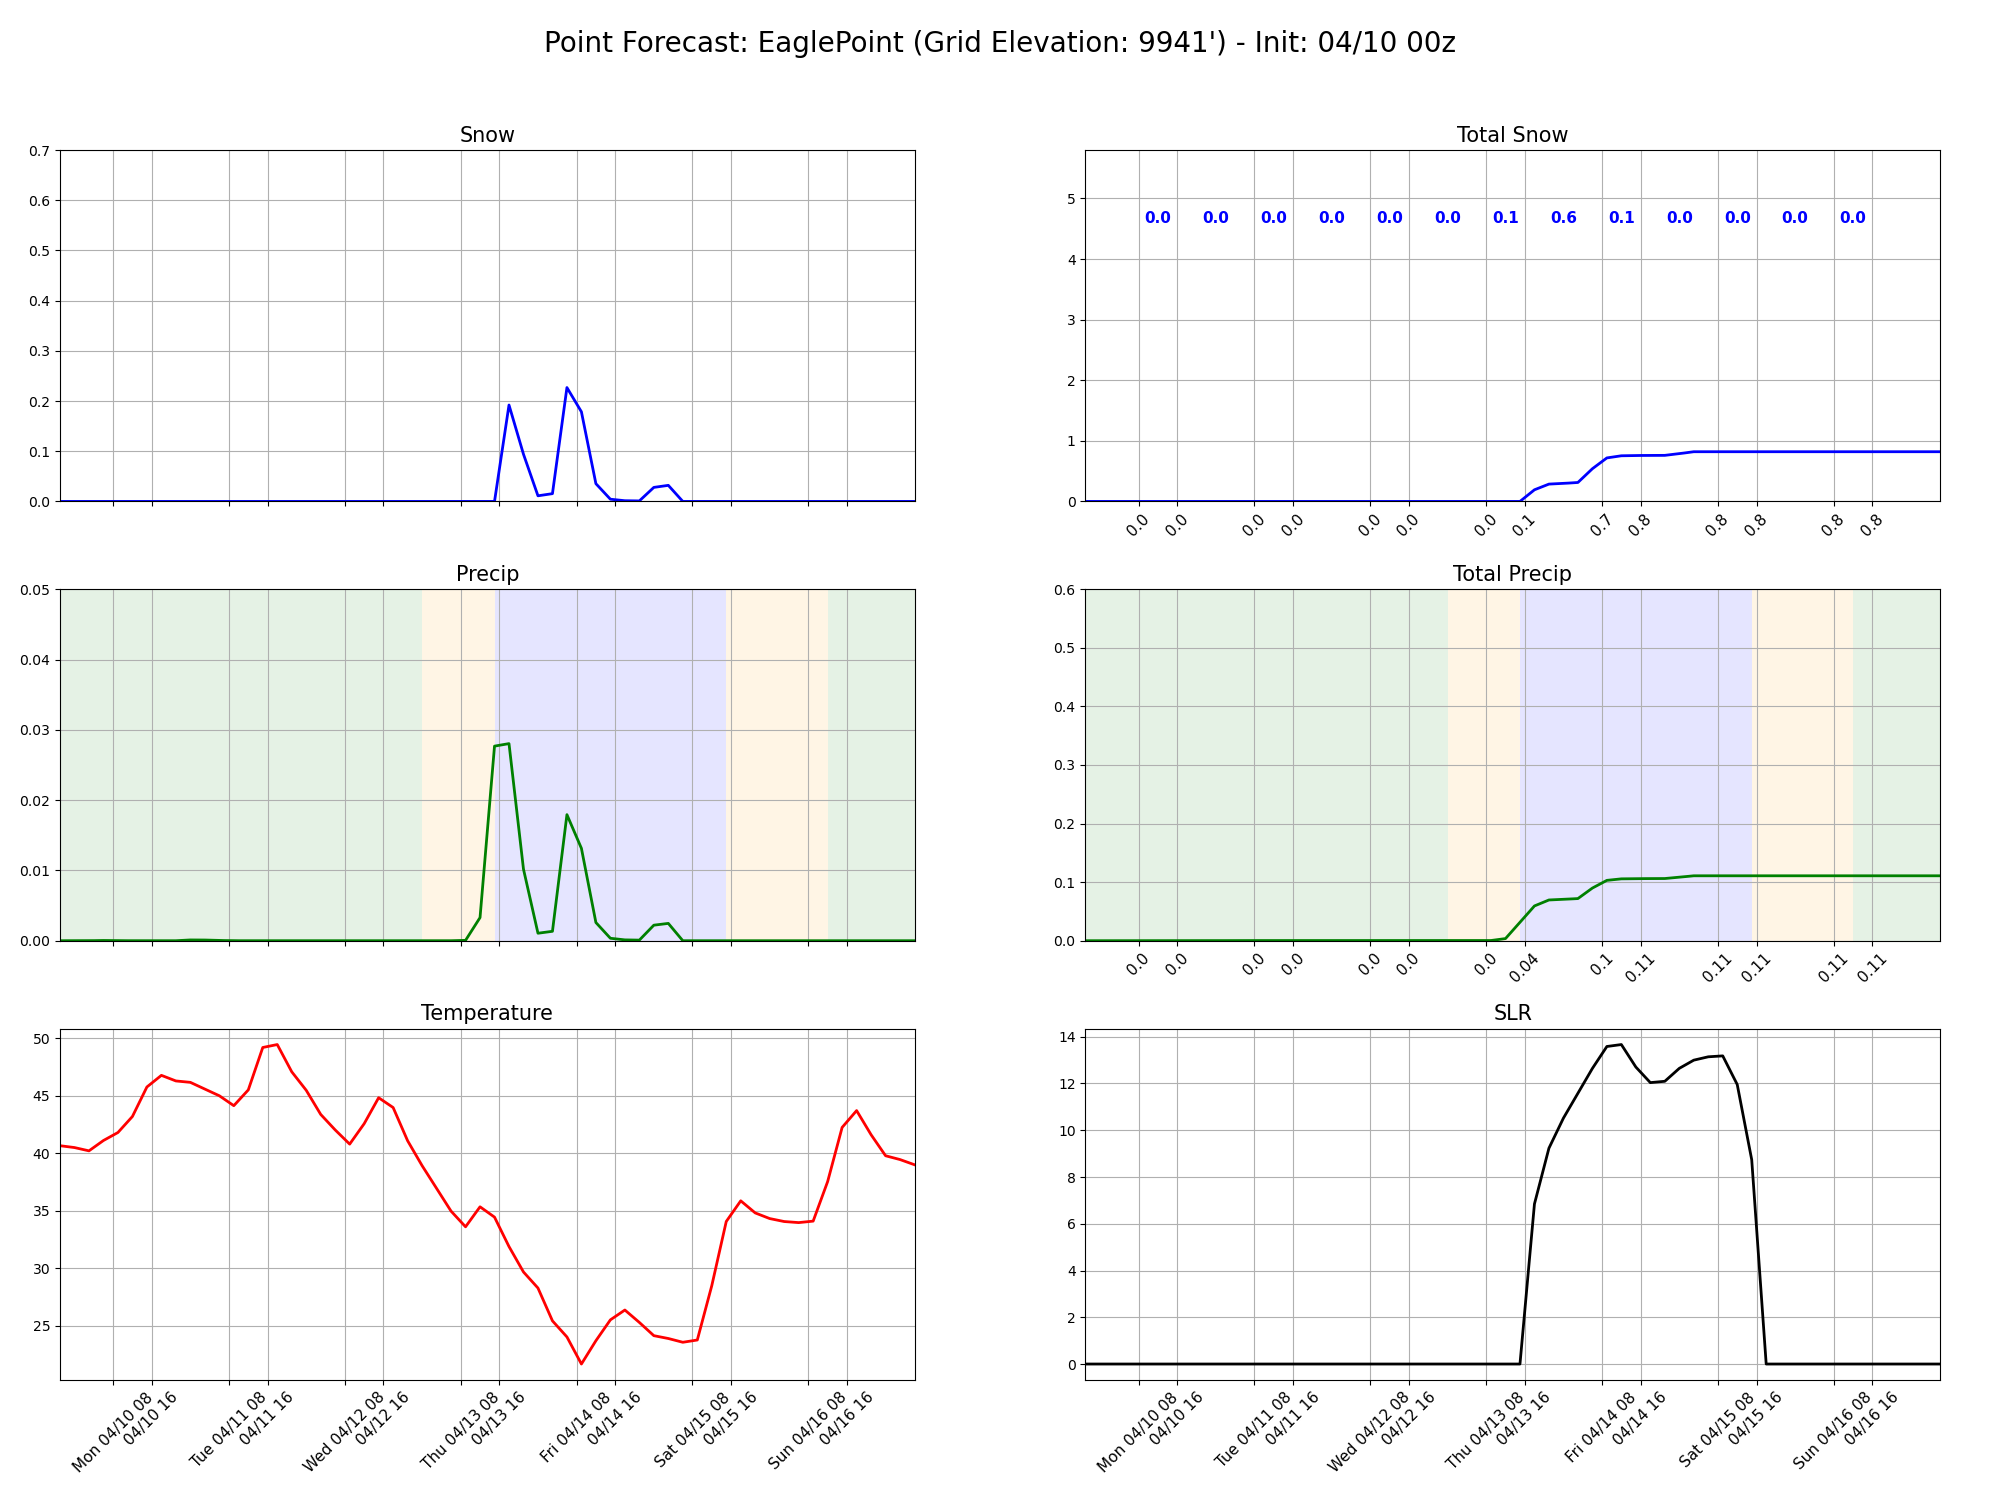 Point Forecast: EaglePoint (Grid Elevation: 9941') - Init: 04/10 00z
Snow
0.7
0.6
0.5
0.4
0.3
0.2
0.1
0.0
Total Snow
5
4
3
2
1
0
0.0 0.0 0.0 0.0 0.0 0.0 0.1 0.6 0.1 0.0 0.0 0.0 0.0
0.0 0.0 0.0 0.0 0.0 0.0 0.0 0.1 0.7 0.8 0.8 0.8 0.8 0.8
Precip
0.05
0.04
0.03
0.02
0.01
0.00
Total Precip
0.6
0.5
0.4
0.3
0.2
0.1
0.0
0.0 0.0 0.0 0.0 0.0 0.0 0.0 0.04 0.1 0.11 0.11 0.11 0.11 0.11
Temperature
50
45
40
35
30
25
Mon 04/10 08
04/10 16
Tue 04/11 08
04/11 16
Wed 04/12 08
04/12 16
Thu 04/13 08
04/13 16
Fri 04/14 08
04/14 16
Sat 04/15 08
04/15 16
Sun 04/16 08
04/16 16
SLR
14
12
10
8
6
4
2
0
Mon 04/10 08
04/10 16
Tue 04/11 08
04/11 16
Wed 04/12 08
04/12 16
Thu 04/13 08
04/13 16
Fri 04/14 08
04/14 16
Sat 04/15 08
04/15 16
Sun 04/16 08
04/16 16